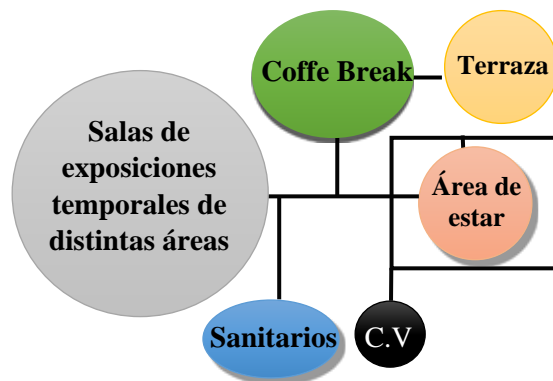 Coffe Break
Terraza
Salas de
exposiciones
temporales de
distintas áreas
Área de
estar
Sanitarios
C.V